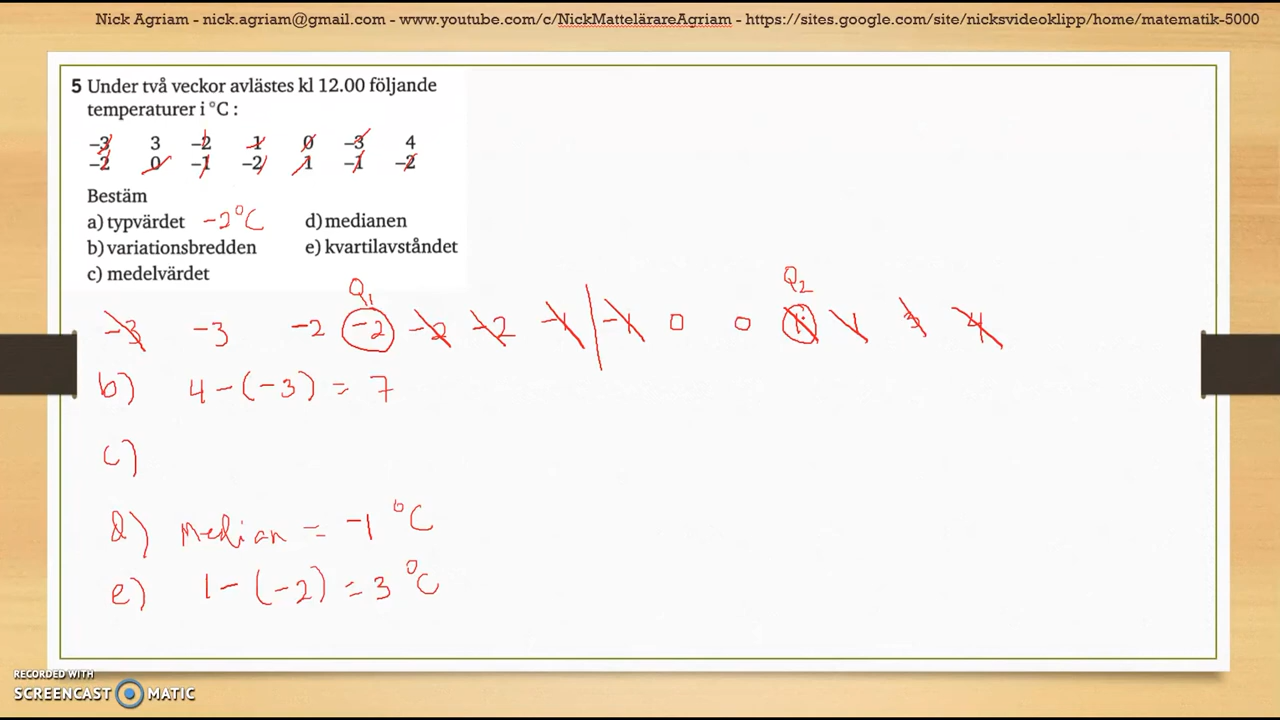 Nick Agriam - nick.agriam@gmail.com - www.youtube.com/c/NickMattelärareAgriam - https://sites.google.com/site/nicksvideoklipp/home/matematik-5000
5 Under två veckor avlästes kl 12.00 följande
temperaturer i °C :
-3 3 -2 1 0 -3 4
-2 0 -1 -2 1 -1 -2
Bestäm
a) typvärdet -2°C d) medianen
b) variationsbredden e) kvartilavståndet
c) medelvärdet
Q1 Q2
-3 -3 -2 -2 -2 -2 -1 -1 0 0 1 1 3 4
b) 4-(-3) = 7
c)
d) Median = -1 °C
e) 1-(-2) = 3 °C
RECORDED WITH
SCREENCAST MATIC